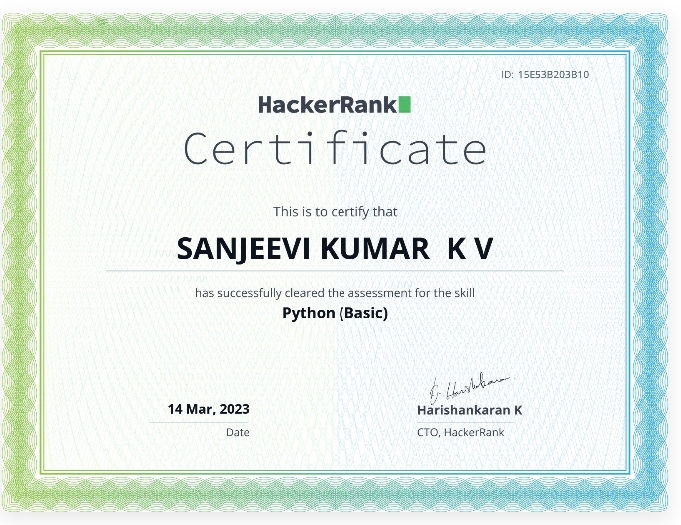 ID: 15E53B203B10
HackerRank
Certificate
This is to certify that
SANJEEVI KUMAR K V
has successfully cleared the assessment for the skill
Python (Basic)
14 Mar, 2023
Date
Harishankaran K
CTO, HackerRank